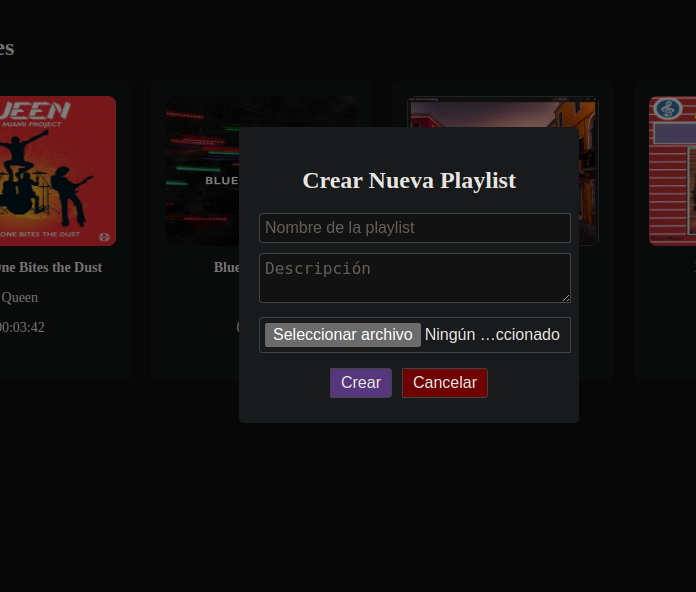 es
UEEN
MIAMI PROJECT
ONE BITES THE DUST
BLUE
Crear Nueva Playlist
Nombre de la playlist
Descripción
Seleccionar archivo Ningún …ccionado
Crear Cancelar
One Bites the Dust
Queen
00:03:42
Blue
0